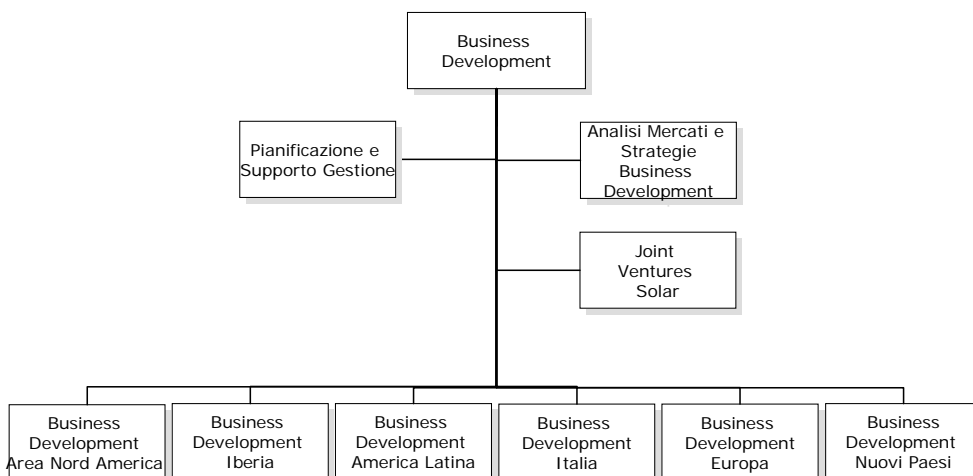 Business
Development
Pianificazione e
Supporto Gestione
Analisi Mercati e
Strategie
Business
Development
Joint
Ventures
Solar
Business
Development
Area Nord America
Business
Development
Iberia
Business
Development
America Latina
Business
Development
Italia
Business
Development
Europa
Business
Development
Nuovi Paesi